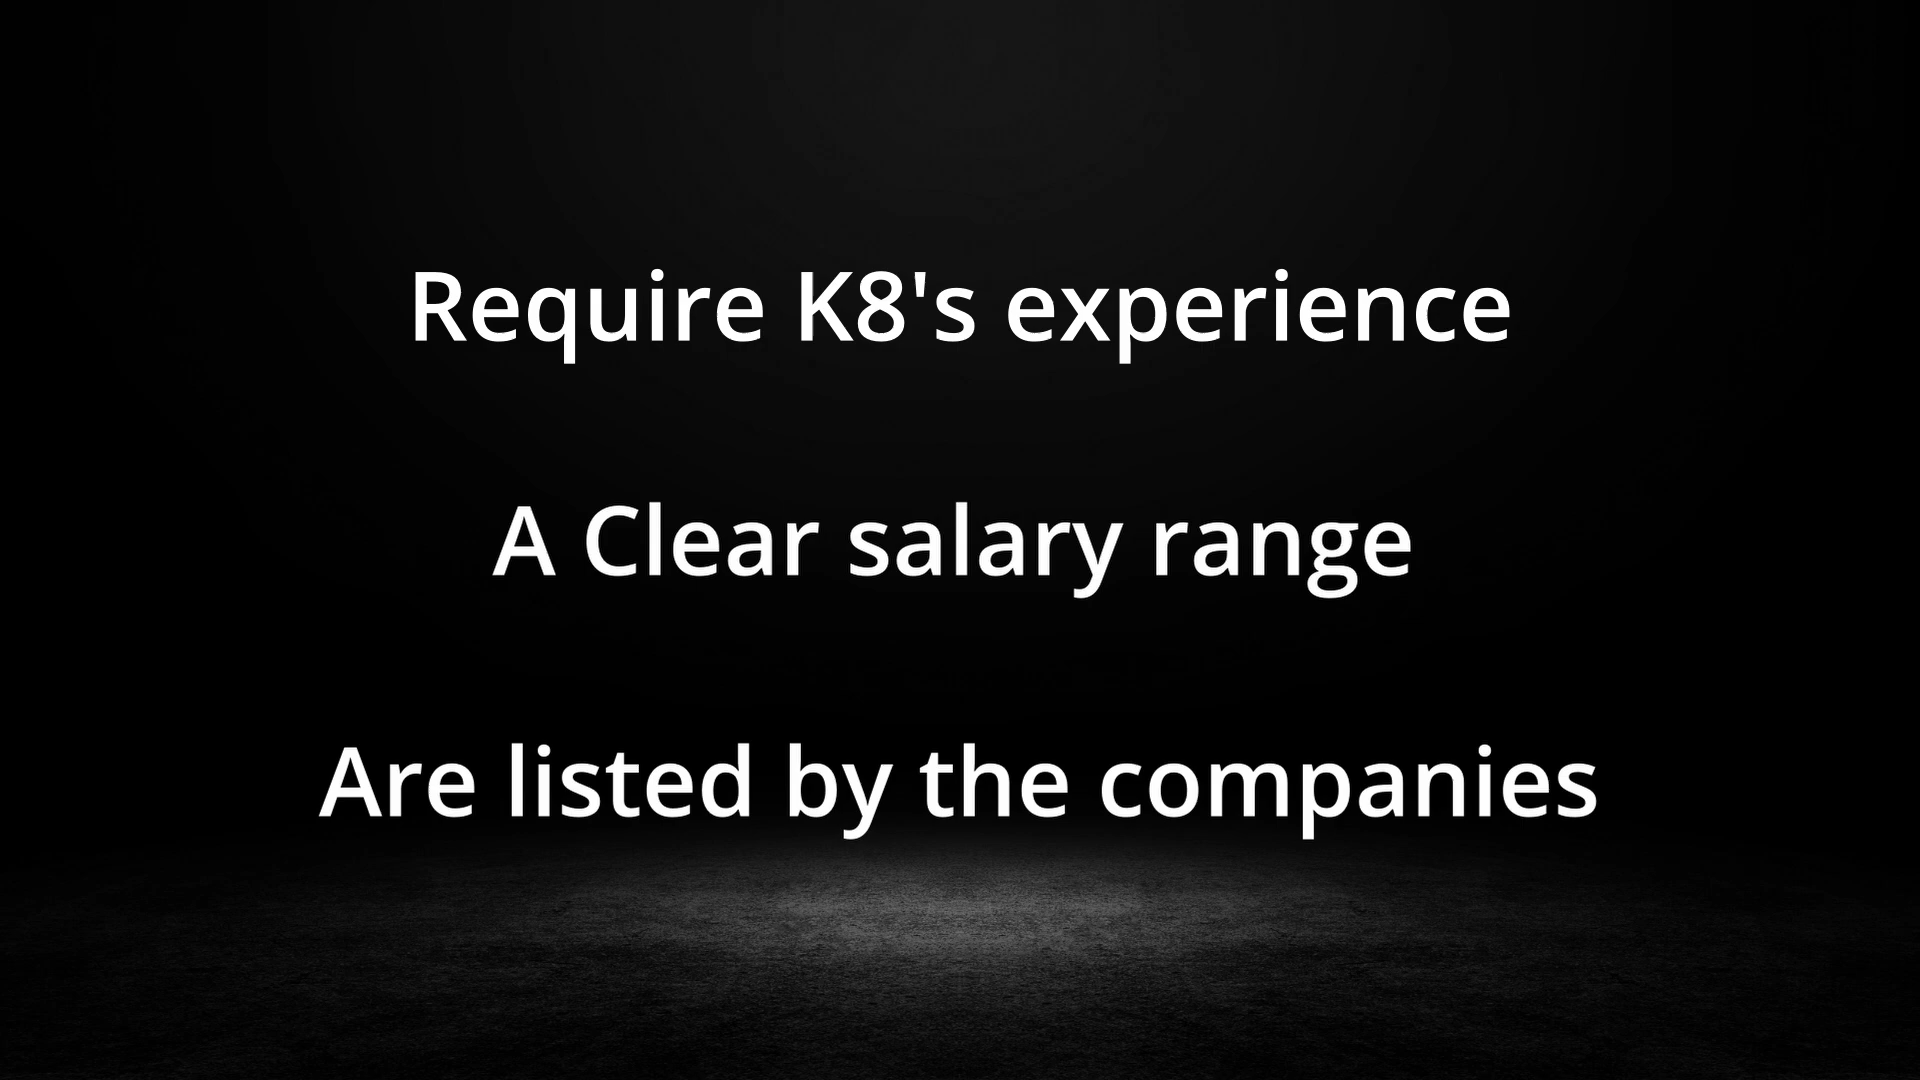 Require K8's experience
A Clear salary range
Are listed by the companies